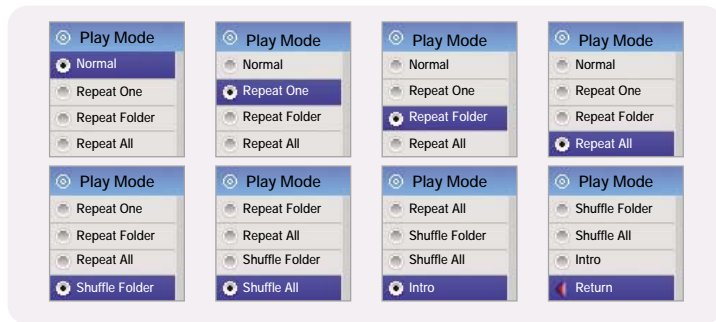 Play Mode
Normal
Repeat One
Repeat Folder
Repeat All
Play Mode
Normal
Repeat One
Repeat Folder
Repeat All
Play Mode
Normal
Repeat One
Repeat Folder
Repeat All
Play Mode
Normal
Repeat One
Repeat Folder
Repeat All
Play Mode
Repeat One
Repeat Folder
Repeat All
Shuffle Folder
Play Mode
Repeat Folder
Repeat All
Shuffle Folder
Shuffle All
Play Mode
Repeat All
Shuffle Folder
Shuffle All
Intro
Play Mode
Shuffle Folder
Shuffle All
Intro
Return